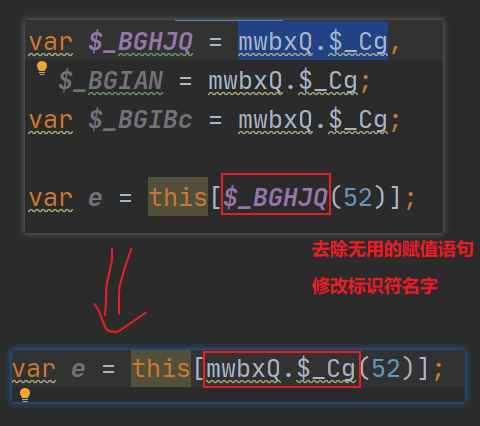 var $_BGHJQ = mwbxQ.$_Cg,
$_BGIAN = mwbxQ.$_Cg;
var $_BGIBc = mwbxQ.$_Cg;
var e = this[$_BGHJQ(52)];
去除无用的赋值语句
修改标识符名字
var e = this[mwbxQ.$_Cg(52)];